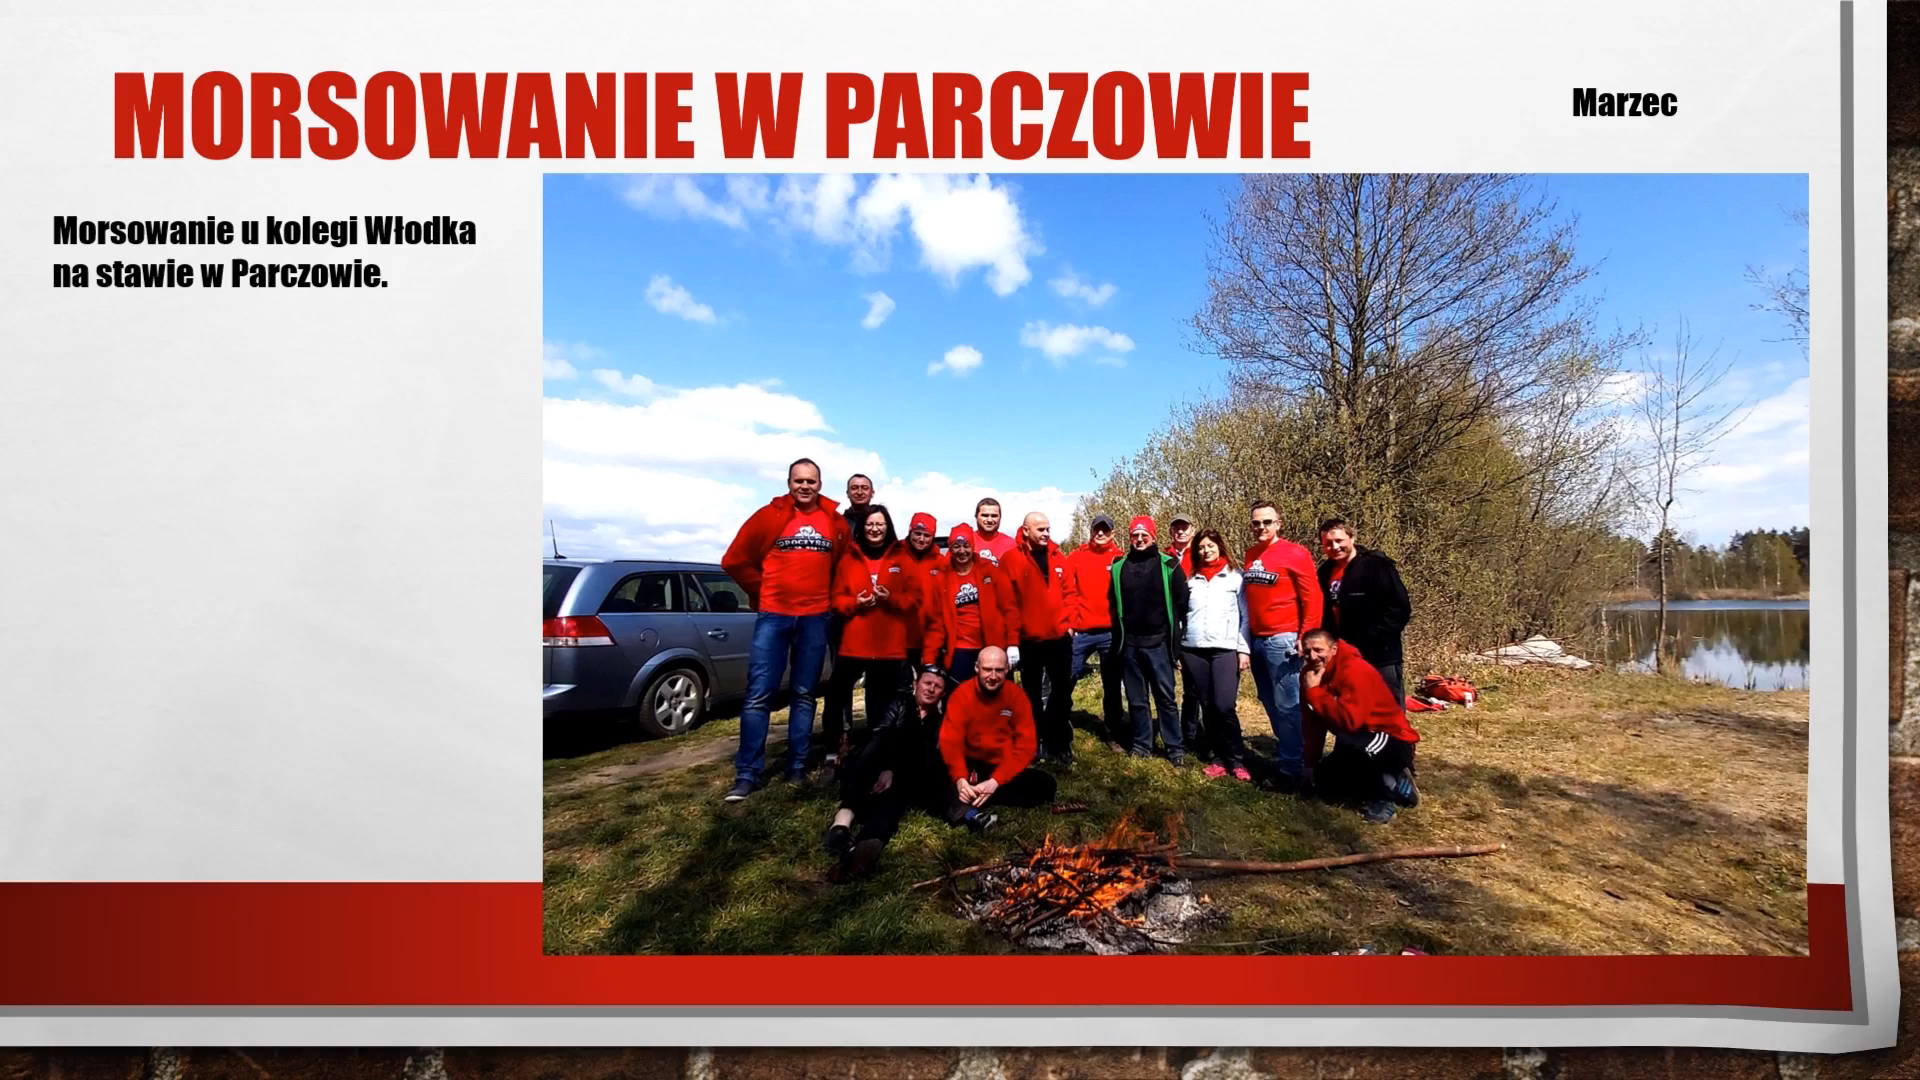 MORSOWANIE W PARCZOWIE
Marzec
Morsowanie u kolegi Włodka
na stawie w Parczowie.